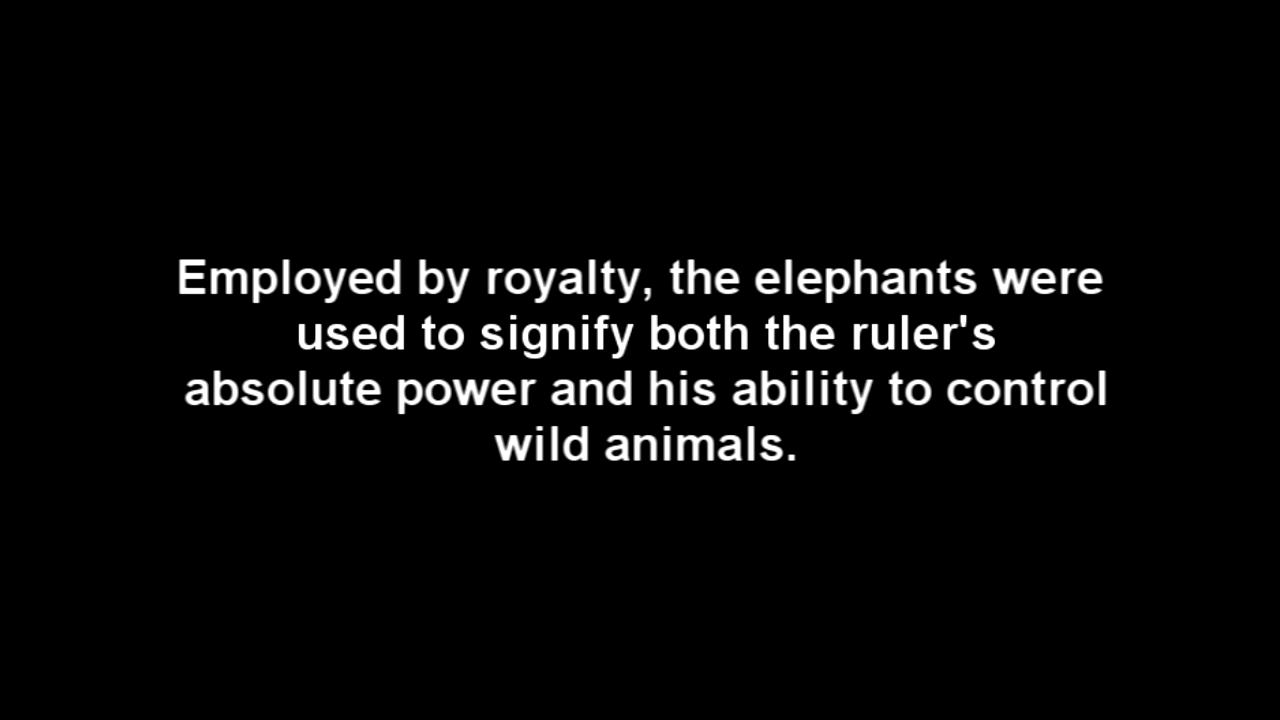 Employed by royalty, the elephants were
used to signify both the ruler's
absolute power and his ability to control
wild animals.